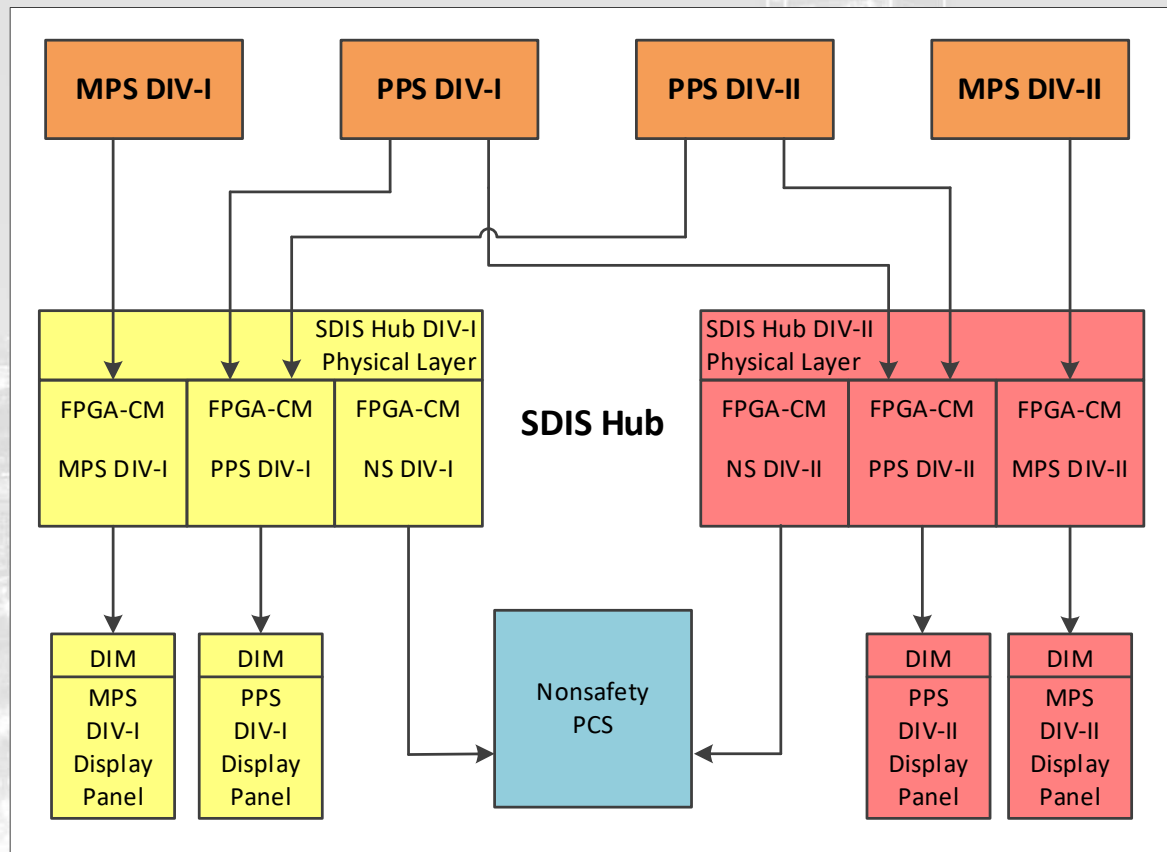 MPS DIV-I
PPS DIV-I
PPS DIV-II
MPS DIV-II
SDIS Hub DIV-I
Physical Layer
FPGA-CM
MPS DIV-I
FPGA-CM
PPS DIV-I
FPGA-CM
NS DIV-I
SDIS Hub
SDIS Hub DIV-II
Physical Layer
FPGA-CM
NS DIV-II
FPGA-CM
PPS DIV-II
FPGA-CM
MPS DIV-II
DIM
MPS
DIV-I
Display
Panel
DIM
PPS
DIV-I
Display
Panel
Nonsafety
PCS
DIM
PPS
DIV-II
Display
Panel
DIM
MPS
DIV-II
Display
Panel